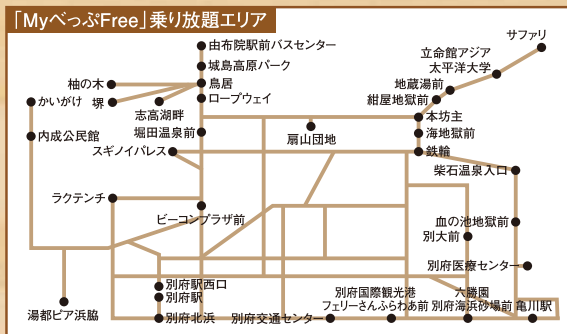 「MyべっぷFree」乗り放題エリア
由布院駅前バスセンター
城島高原パーク
鳥居
ロープウェイ
柚の木
かいがけ
堺
志高湖畔
内成公民館
堀田温泉前
スギノイパレス
扇山団地
サファリ
立命館アジア
太平洋大学
地蔵湯前
紺屋地獄前
本坊主
海地獄前
鉄輪
柴石温泉入口
ラクテンチ
ビーコンプラザ前
血の池地獄前
別大前
別府医療センター
湯都ピア浜脇
別府駅西口
別府駅
別府北浜
別府交通センター
別府国際観光港
フェリーさんふらわあ前
六勝園
別府海浜砂場前
亀川駅